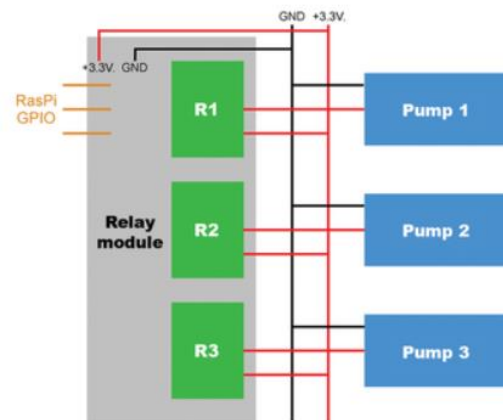 GND +3.3V.
+3.3V. GND
RasPi
GPIO
R1
Pump 1
Relay
module
R2
Pump 2
R3
Pump 3